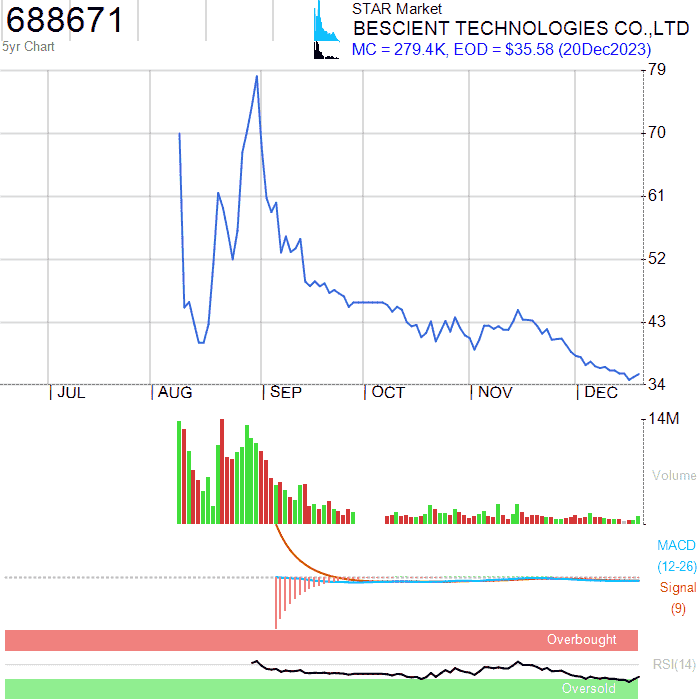 688671
5yr Chart
STAR Market
BESCIENT TECHNOLOGIES CO.,LTD
MC = 279.4K, EOD = $35.58 (20Dec2023)
79
70
61
52
43
34
JUL AUG SEP OCT NOV DEC
14M
Volume
MACD
(12-26)
Signal
(9)
Overbought
RSI(14)
Oversold